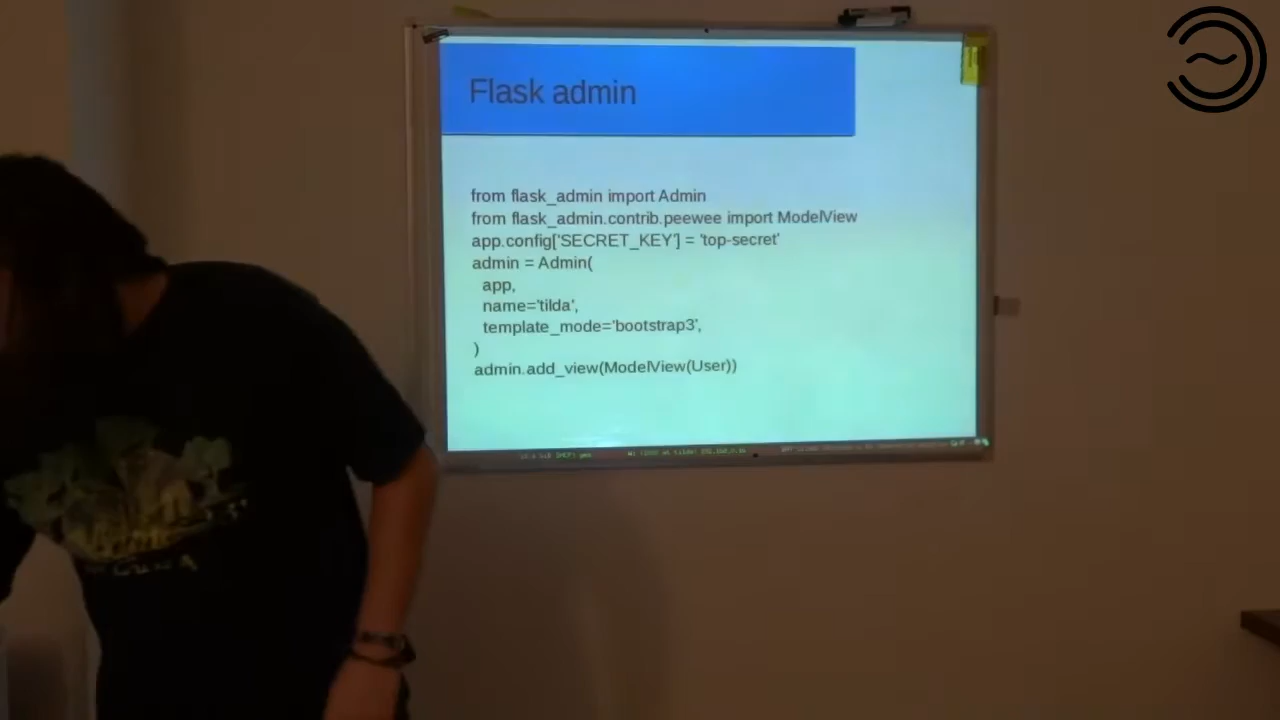 Flask admin
from flask_admin import Admin
from flask_admin.contrib.peewee import ModelView
app.config['SECRET_KEY'] = 'top-secret'
admin = Admin(
app,
name='tilda',
template_mode='bootstrap3',
)
admin.add_view(ModelView(User))